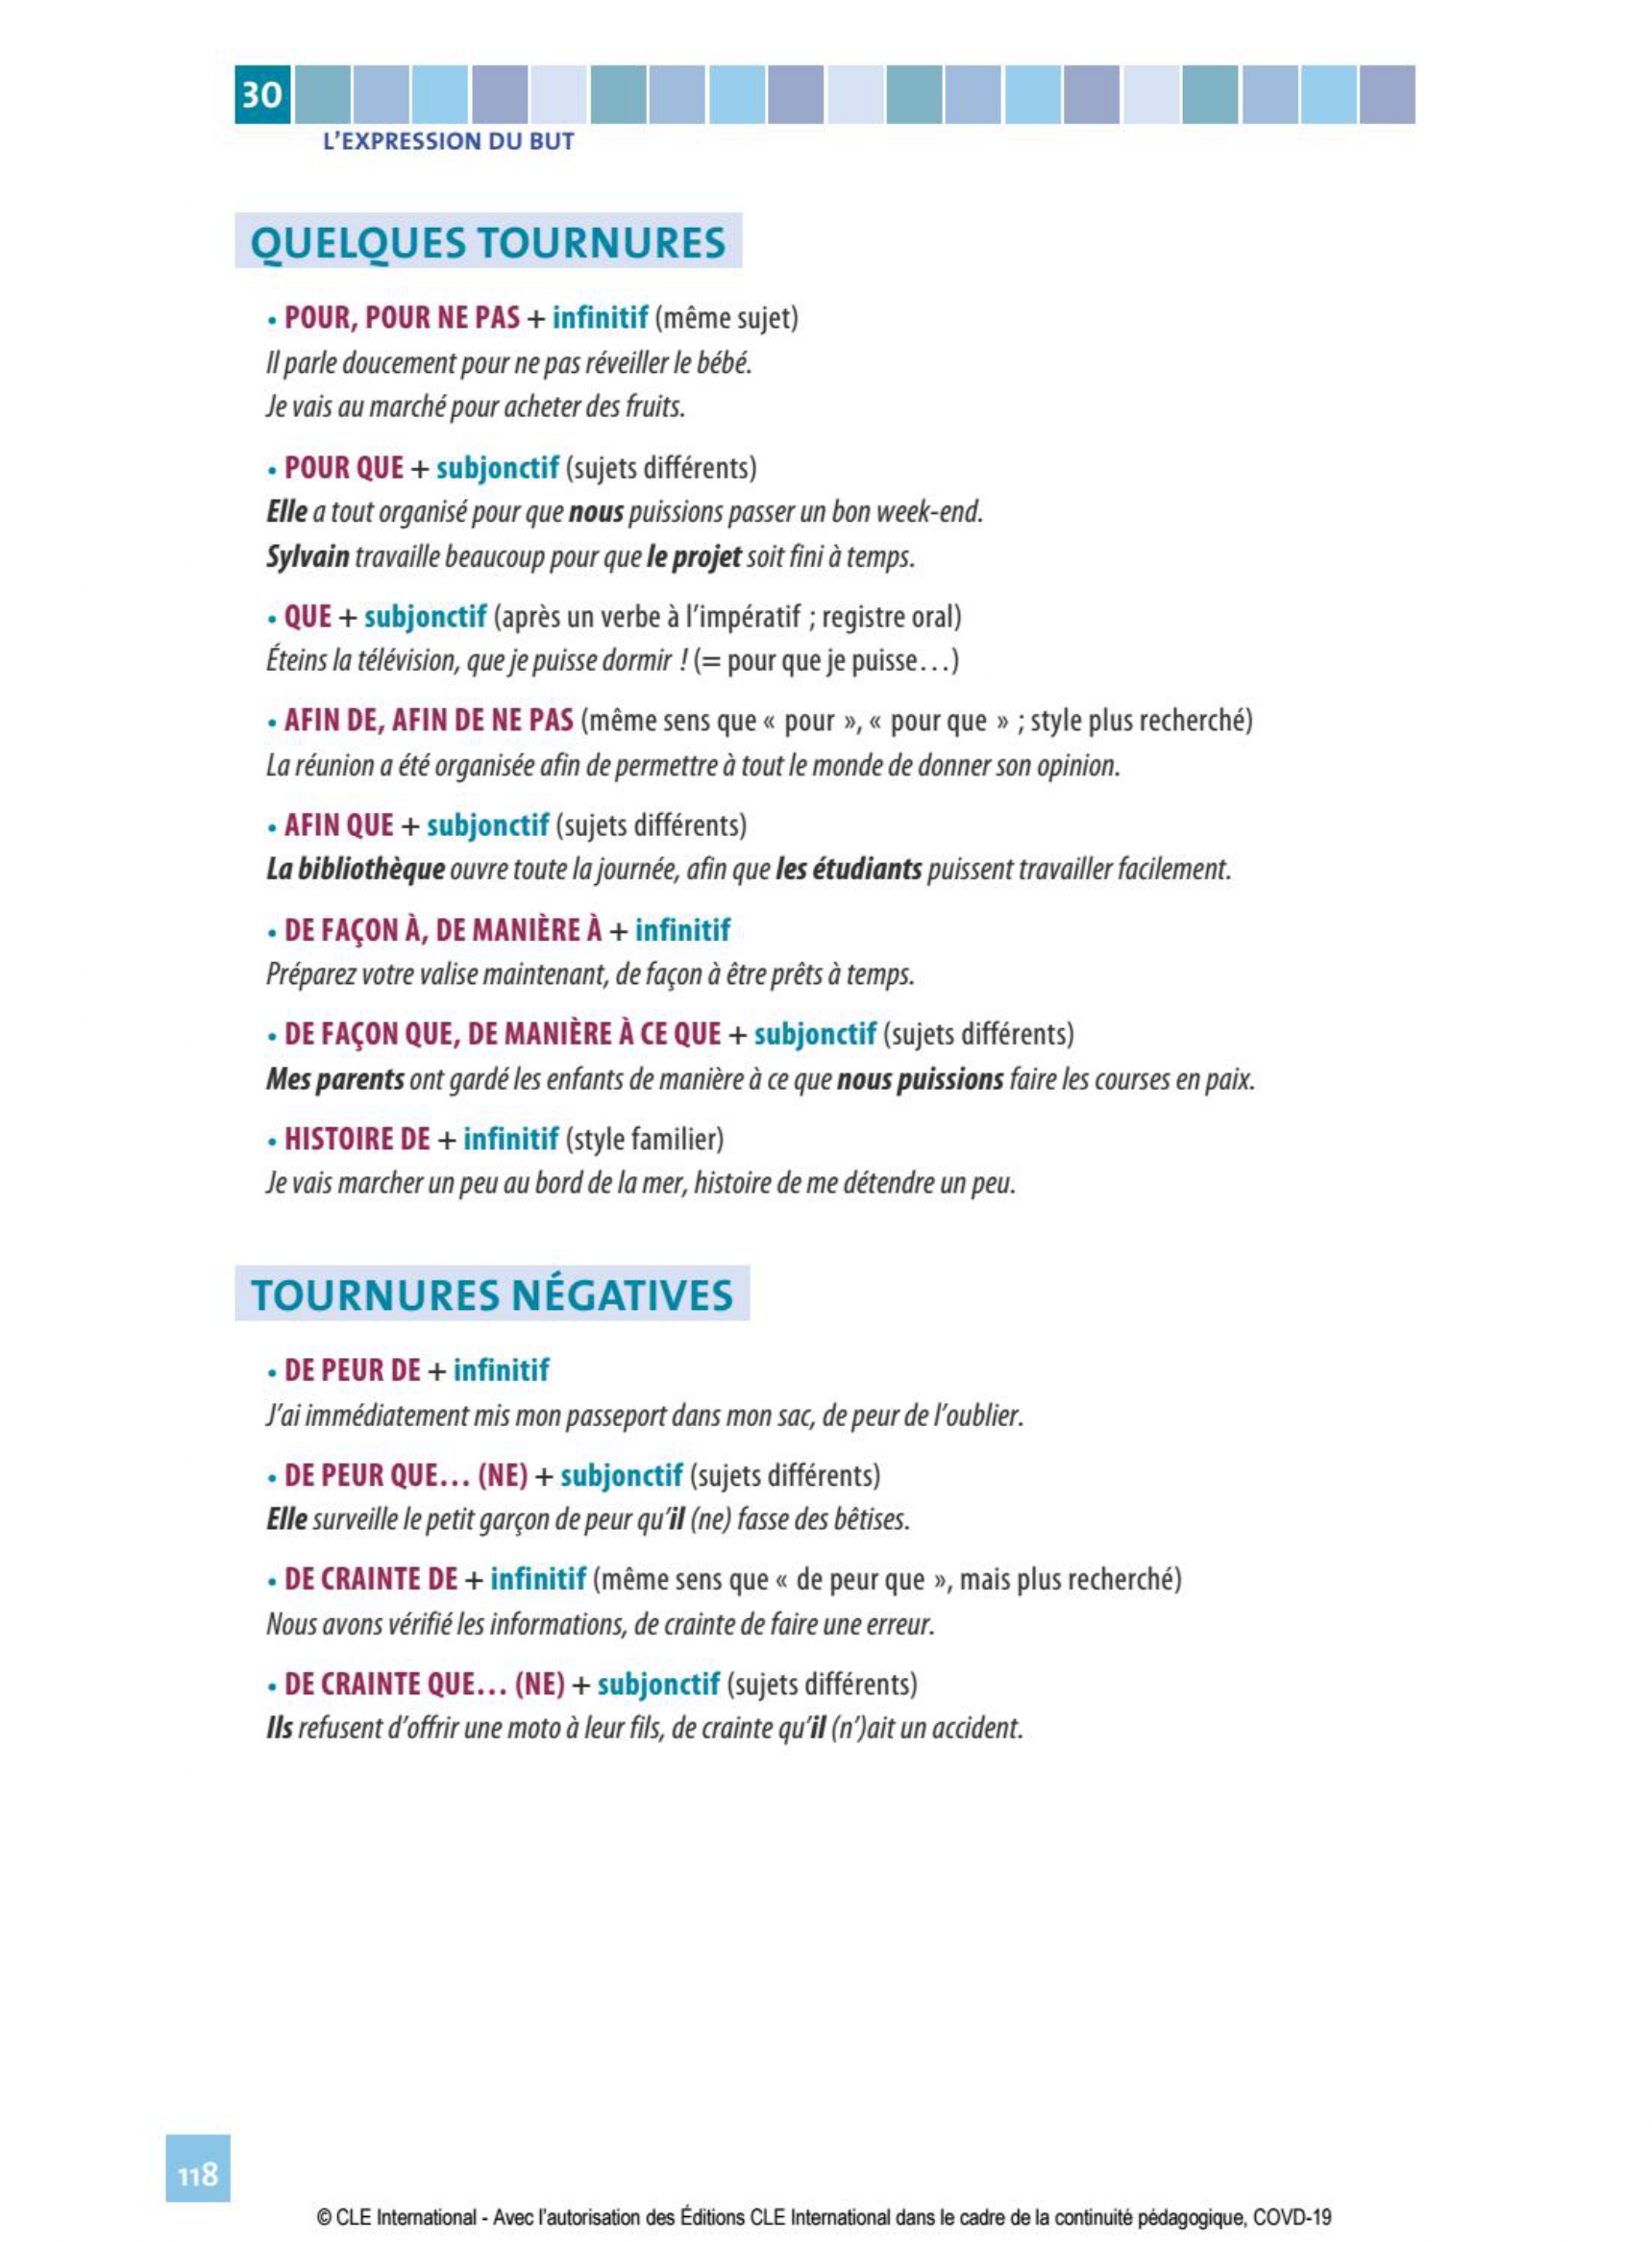 30
L'EXPRESSION DU BUT
QUELQUES TOURNURES
• POUR, POUR NE PAS + infinitif (même sujet)
Il parle doucement pour ne pas réveiller le bébé.
Je vais au marché pour acheter des fruits.
• POUR QUE + subjonctif (sujets différents)
Elle a tout organisé pour que nous puissions passer un bon week-end.
Sylvain travaille beaucoup pour que le projet soit fini à temps.
• QUE + subjonctif (après un verbe à l'impératif ; registre oral)
Éteins la télévision, que je puisse dormir ! (= pour que je puisse...)
• AFIN DE, AFIN DE NE PAS (même sens que « pour », « pour que » ; style plus recherché)
La réunion a été organisée afin de permettre à tout le monde de donner son opinion.
• AFIN QUE + subjonctif (sujets différents)
La bibliothèque ouvre toute la journée, afin que les étudiants puissent travailler facilement.
• DE FAÇON À, DE MANIÈRE À + infinitif
Préparez votre valise maintenant, de façon à être prêts à temps.
• DE FAÇON QUE, DE MANIÈRE À CE QUE + subjonctif (sujets différents)
Mes parents ont gardé les enfants de manière à ce que nous puissions faire les courses en paix.
• HISTOIRE DE + infinitif (style familier)
Je vais marcher un peu au bord de la mer, histoire de me détendre un peu.
TOURNURES NÉGATIVES
• DE PEUR DE + infinitif
J'ai immédiatement mis mon passeport dans mon sac, de peur de l'oublier.
• DE PEUR QUE... (NE) + subjonctif (sujets différents)
Elle surveille le petit garçon de peur qu'il (ne) fasse des bêtises.
• DE CRAINTE DE + infinitif (même sens que « de peur que », mais plus recherché)
Nous avons vérifié les informations, de crainte de faire une erreur.
• DE CRAINTE QUE... (NE) + subjonctif (sujets différents)
Ils refusent d'offrir une moto à leur fils, de crainte qu'il (n')ait un accident.
118
© CLE International - Avec l'autorisation des Éditions CLE International dans le cadre de la continuité pédagogique, COVD-19